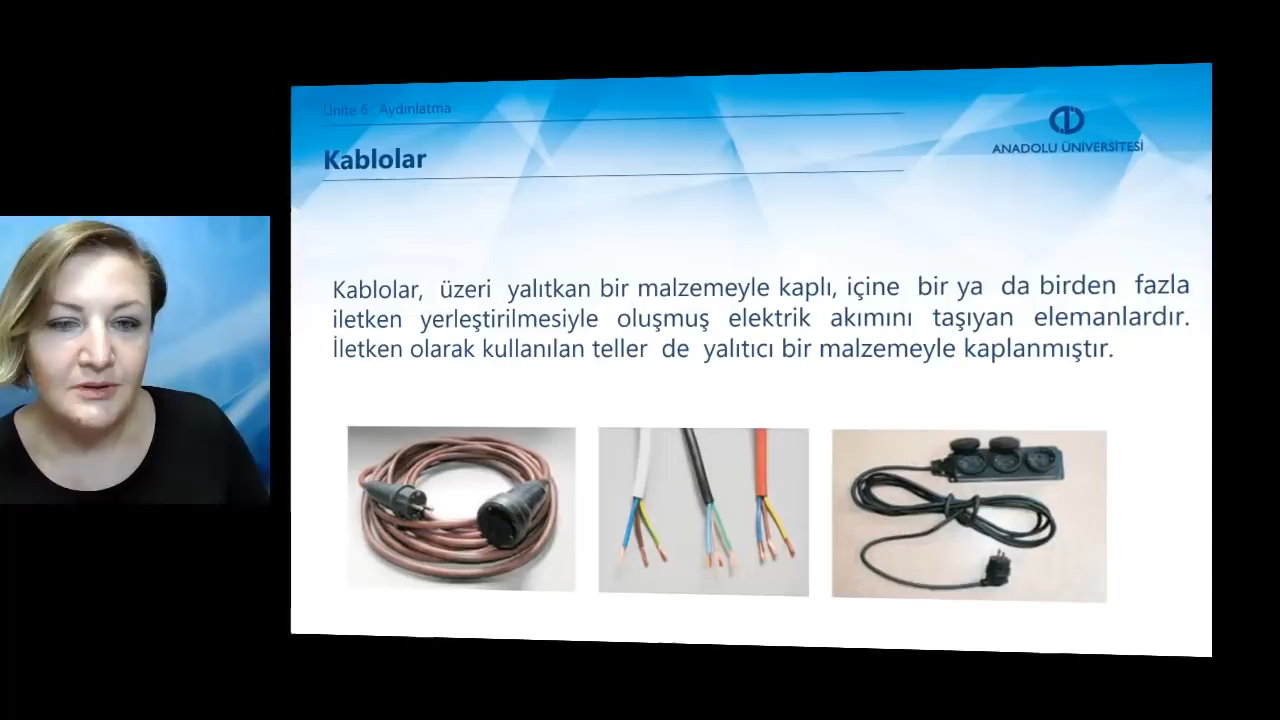 Ünite 6 : Aydınlatma
Kablolar
ANADOLU ÜNİVERSİTESİ
Kablolar, üzeri yalıtkan bir malzemeyle kaplı, içine bir ya da birden fazla
iletken yerleştirilmesiyle oluşmuş elektrik akımını taşıyan elemanlardır.
İletken olarak kullanılan teller de yalıtıcı bir malzemeyle kaplanmıştır.